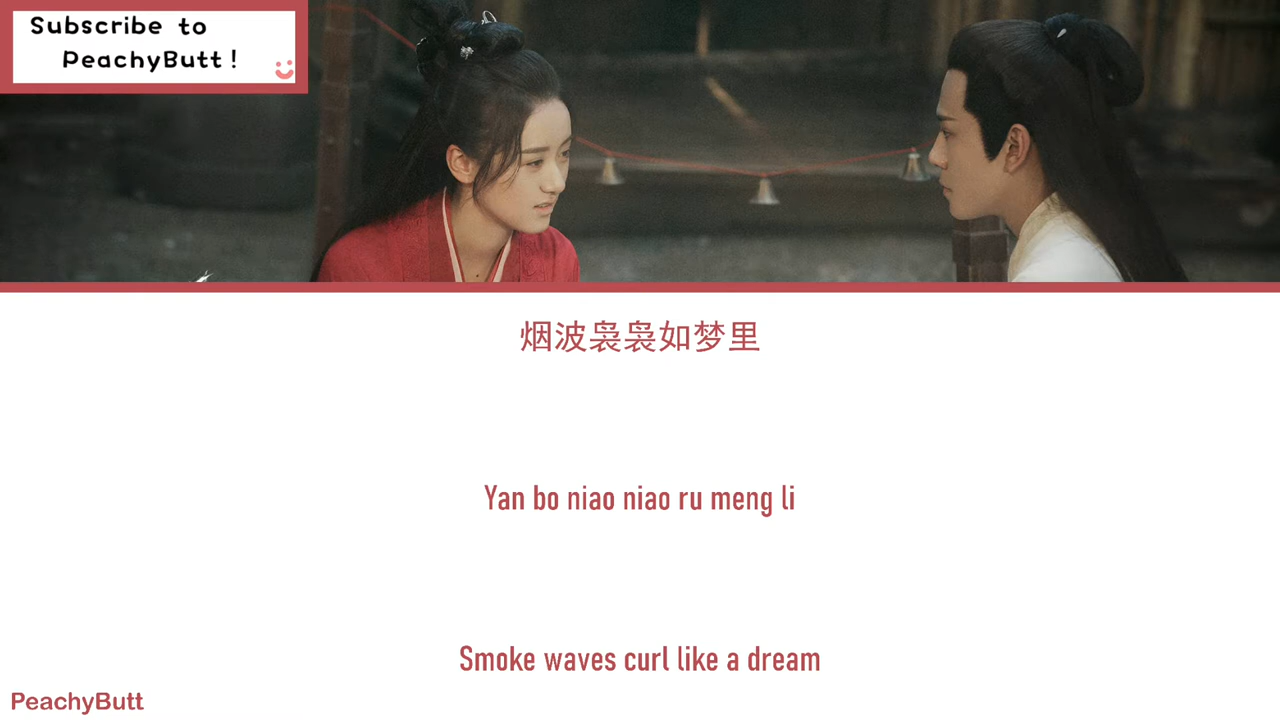 Subscribe to
PeachyButt!
烟波袅袅如梦里
Yan bo niao niao ru meng li
Smoke waves curl like a dream
PeachyButt